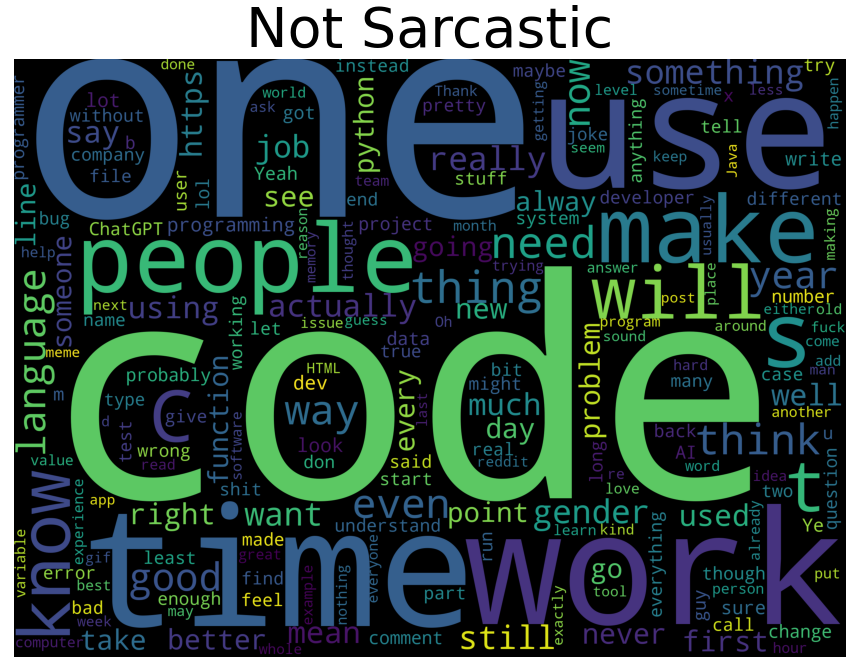 Not Sarcastic
done instead maybe something try
one use
programmer lot without say b company file https world ask got Thank pretty python job Yeah really stuff getting joke seem now anything level sometime x less tell Java write happen
user lol see team end keep
line bug help ChatGPT programming reason memory thought project month going alway system need trying developer different usually make making
people thing answer place year
language someone meme next name using actually let issue guess Oh new will post number either old program sound around fuck come
m probably working data true HTML dev bit might much problem hard many s case add man well another
code
type d test wrong C give function software way look don real reddit day every last said start long back AI re word think idea love u question
value read shit
know app experience right want even understand point gender used two t Ye
variable gif least made great find everyone run learn kind everything already put
time work
error best bad week good enough may feel example nothing part go tool though person sure guy call change hour
computer take better whole mean comment still exactly never first